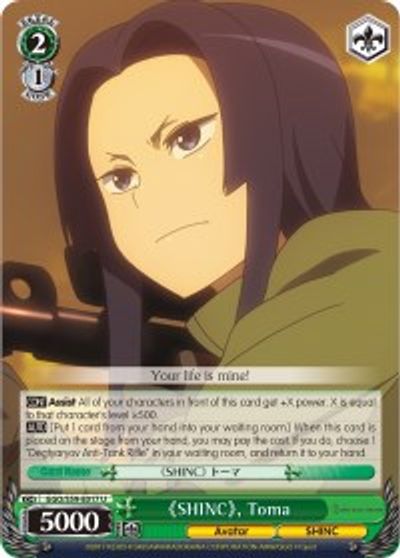 2
1
Your life is mine!
CONT Assist All of your characters in front of this card get +X power. X is equal
to that character's level ×500.
AUTO [Put 1 card from your hand into your waiting room] When this card is
placed on the stage from your hand, you may pay the cost. If you do, choose 1
"Degtyaryov Anti-Tank Rifle" in your waiting room, and return it to your hand.
Card Name
《SHINC》 トーマ
5000
《SHINC》, Toma
Avatar
SHINC